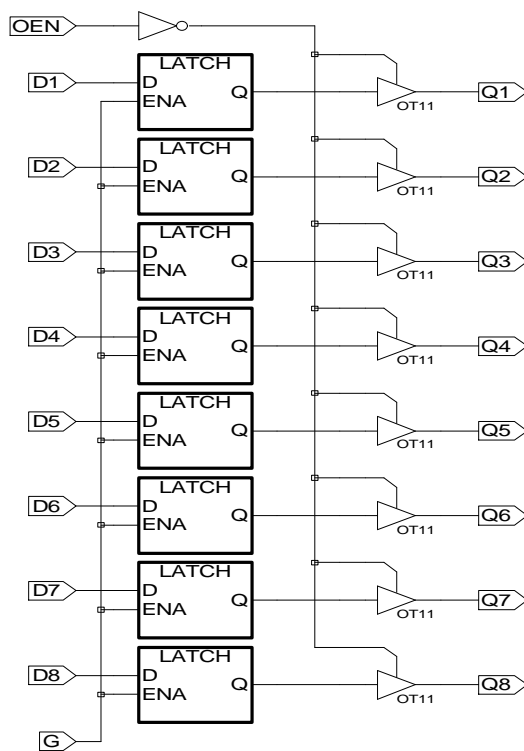 OEN
LATCH
D1 D Q Q1
ENA OT11
LATCH
D2 D Q Q2
ENA OT11
LATCH
D3 D Q Q3
ENA OT11
LATCH
D4 D Q Q4
ENA OT11
LATCH
D5 D Q Q5
ENA OT11
LATCH
D6 D Q Q6
ENA OT11
LATCH
D7 D Q Q7
ENA OT11
LATCH
D8 D Q Q8
ENA OT11
G